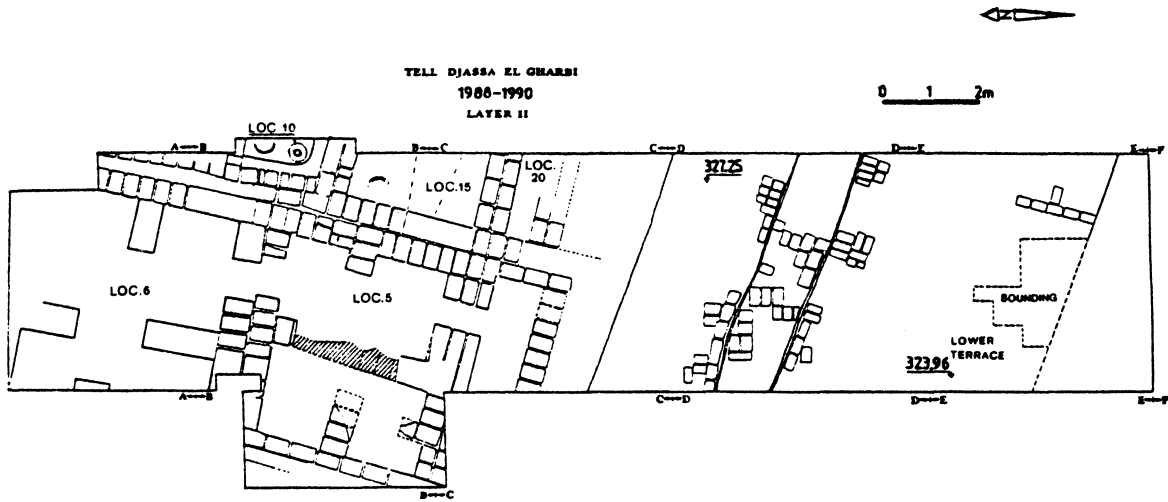 N
TELL DJASSA EL GHARBI
1988-1990
LAYER II
0 1 2m
LOC 10
A B
B C
C D
D E
E F
LOC.15
LOC.
20
327.25
LOC.6
LOC.5
SOUNDING
LOWER
TERRACE
323,96
A B
C D
D E
E F
B C